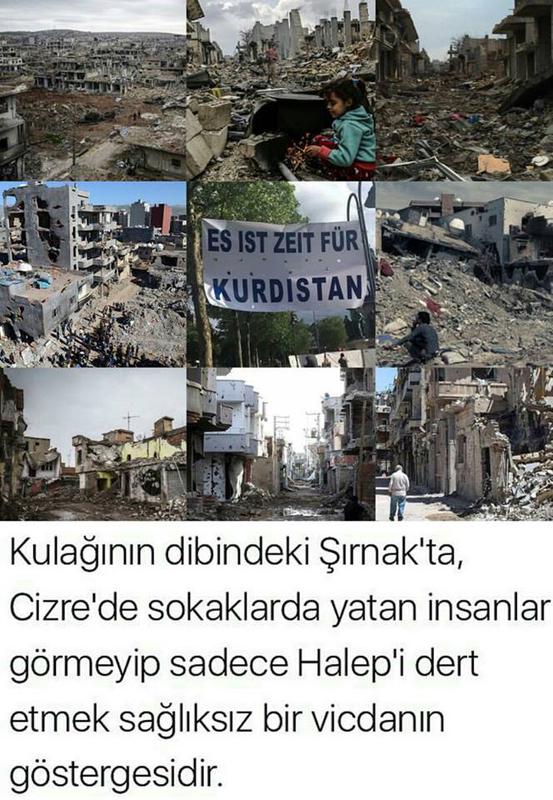 ES IST ZEIT FÜR
KURDISTAN
Kulağının dibindeki Şırnak'ta,
Cizre'de sokaklarda yatan insanlar
görmeyip sadece Halep'i dert
etmek sağlıksız bir vicdanın
göstergesidir.